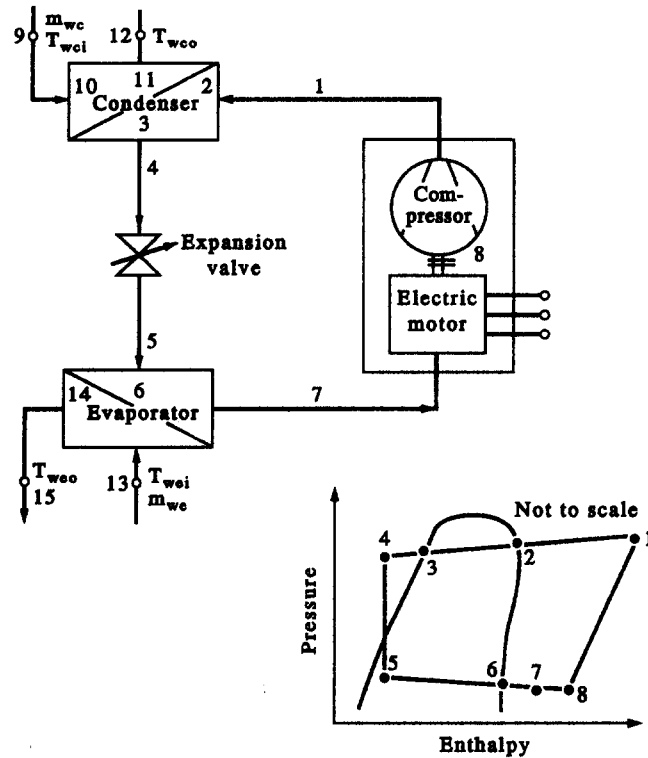 m_wc
9 T_wci
12 T_wco
10 11 2
Condenser
3
1
4
Com-
pressor
8
Expansion
valve
Electric
motor
5
14 6
Evaporator
7
T_weo
15
13 T_wei
m_we
Not to scale
4 3 2 1
5 6 7 8
Pressure
Enthalpy